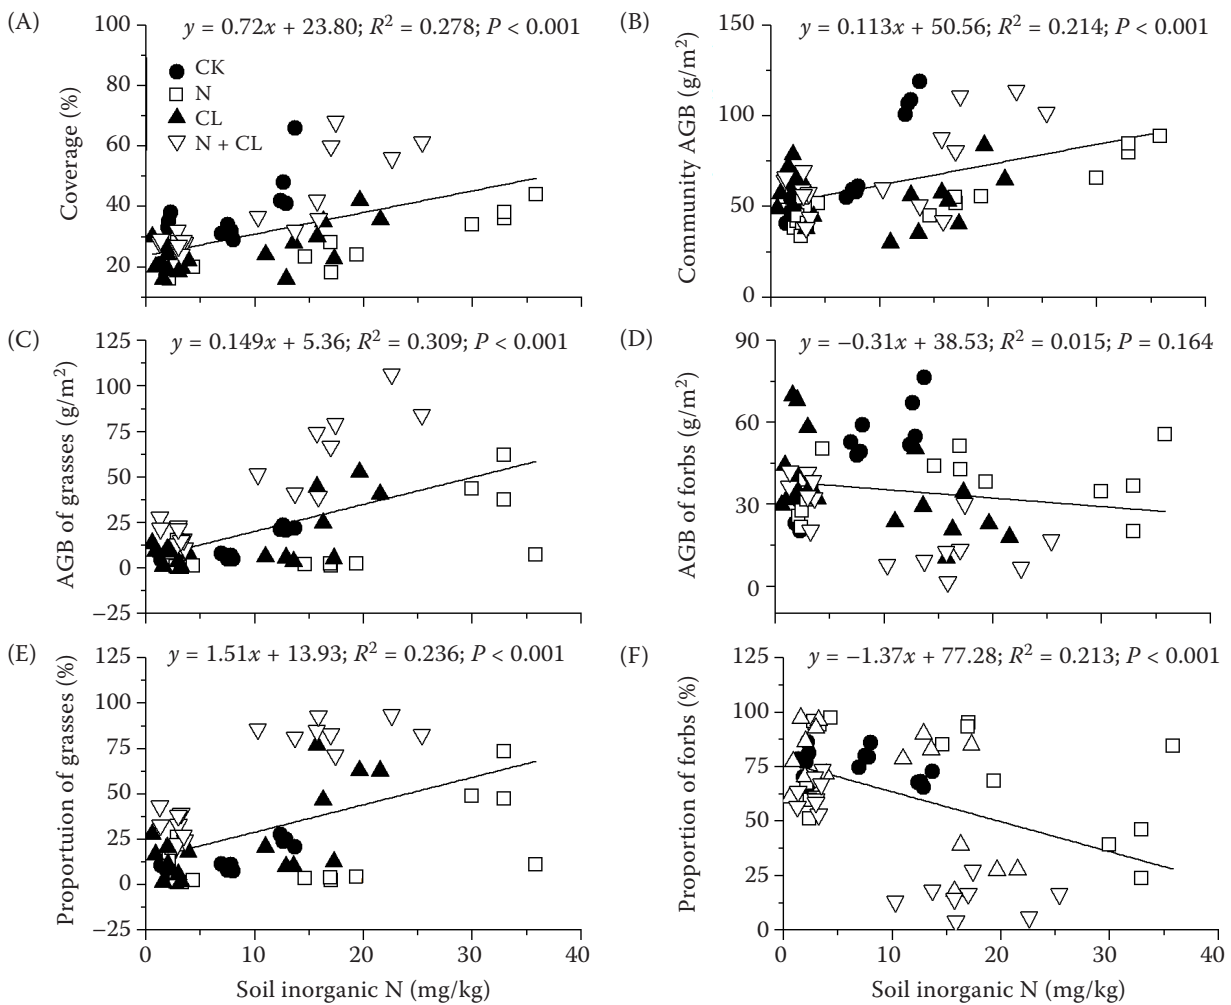 (A)
y = 0.72x + 23.80; R² = 0.278; P < 0.001
100
80
60
40
20
Coverage (%)
CK
N
CL
N + CL
(B)
y = 0.113x + 50.56; R² = 0.214; P < 0.001
150
100
50
0
Community AGB (g/m²)
(C)
y = 0.149x + 5.36; R² = 0.309; P < 0.001
125
100
75
50
25
0
−25
AGB of grasses (g/m²)
(D)
y = −0.31x + 38.53; R² = 0.015; P = 0.164
90
60
30
0
AGB of forbs (g/m²)
(E)
y = 1.51x + 13.93; R² = 0.236; P < 0.001
125
100
75
50
25
0
−25
Proportuion of grasses (%)
0 10 20 30 40
Soil inorganic N (mg/kg)
(F)
y = −1.37x + 77.28; R² = 0.213; P < 0.001
125
100
75
50
25
0
Proportion of forbs (%)
0 10 20 30 40
Soil inorganic N (mg/kg)